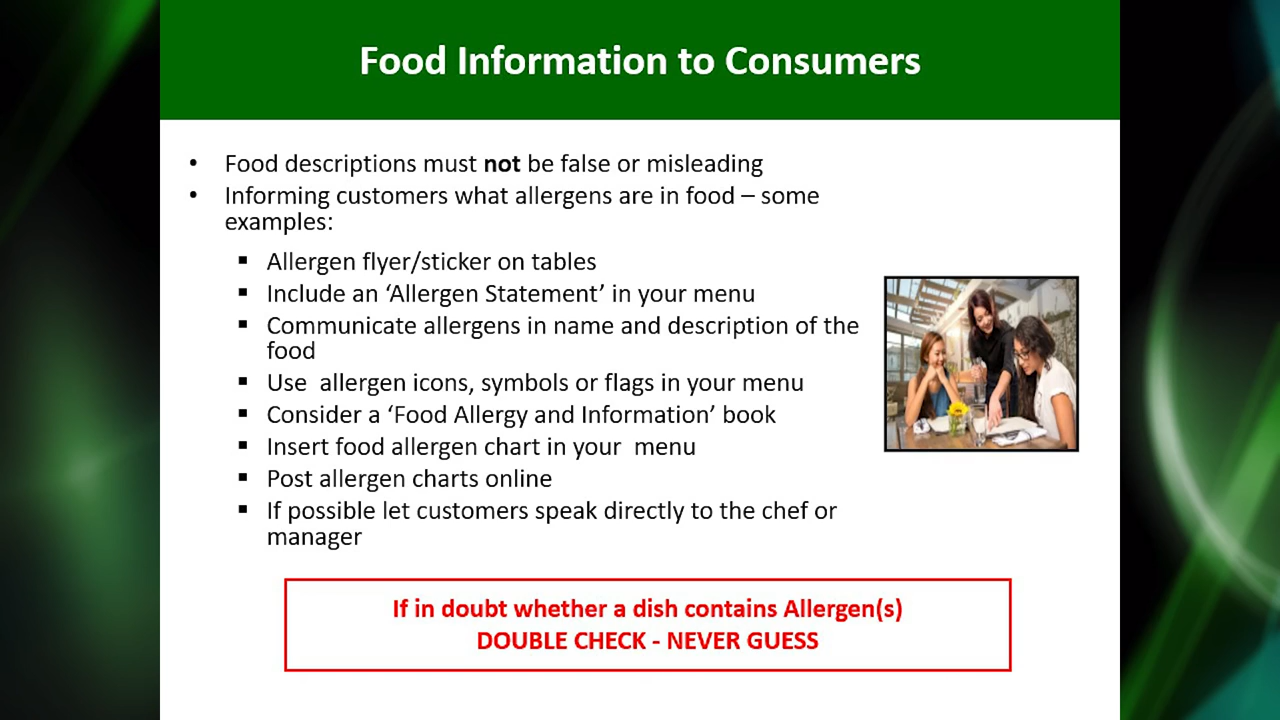 Food Information to Consumers
• Food descriptions must not be false or misleading
• Informing customers what allergens are in food – some
examples:
▪ Allergen flyer/sticker on tables
▪ Include an ‘Allergen Statement’ in your menu
▪ Communicate allergens in name and description of the
food
▪ Use  allergen icons, symbols or flags in your menu
▪ Consider a ‘Food Allergy and Information’ book
▪ Insert food allergen chart in your  menu
▪ Post allergen charts online
▪ If possible let customers speak directly to the chef or
manager
If in doubt whether a dish contains Allergen(s)
DOUBLE CHECK - NEVER GUESS